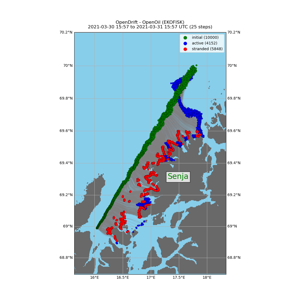 OpenDrift - OpenOil (EKOFISK)
2021-03-30 15:57 to 2021-03-31 15:57 UTC (25 steps)
70.2°N
70.2°N
initial (10000)
active (4152)
stranded (5848)
70°N
70°N
69.8°N
69.8°N
69.6°N
69.6°N
69.4°N
69.4°N
Senja
69.2°N
69.2°N
69°N
69°N
68.8°N
68.8°N
16°E
16.5°E
17°E
17.5°E
18°E